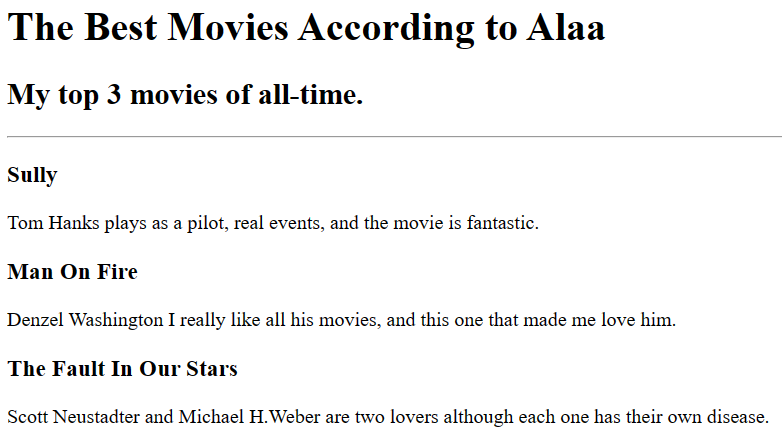 The Best Movies According to Alaa
My top 3 movies of all-time.
Sully
Tom Hanks plays as a pilot, real events, and the movie is fantastic.
Man On Fire
Denzel Washington I really like all his movies, and this one that made me love him.
The Fault In Our Stars
Scott Neustadter and Michael H.Weber are two lovers although each one has their own disease.